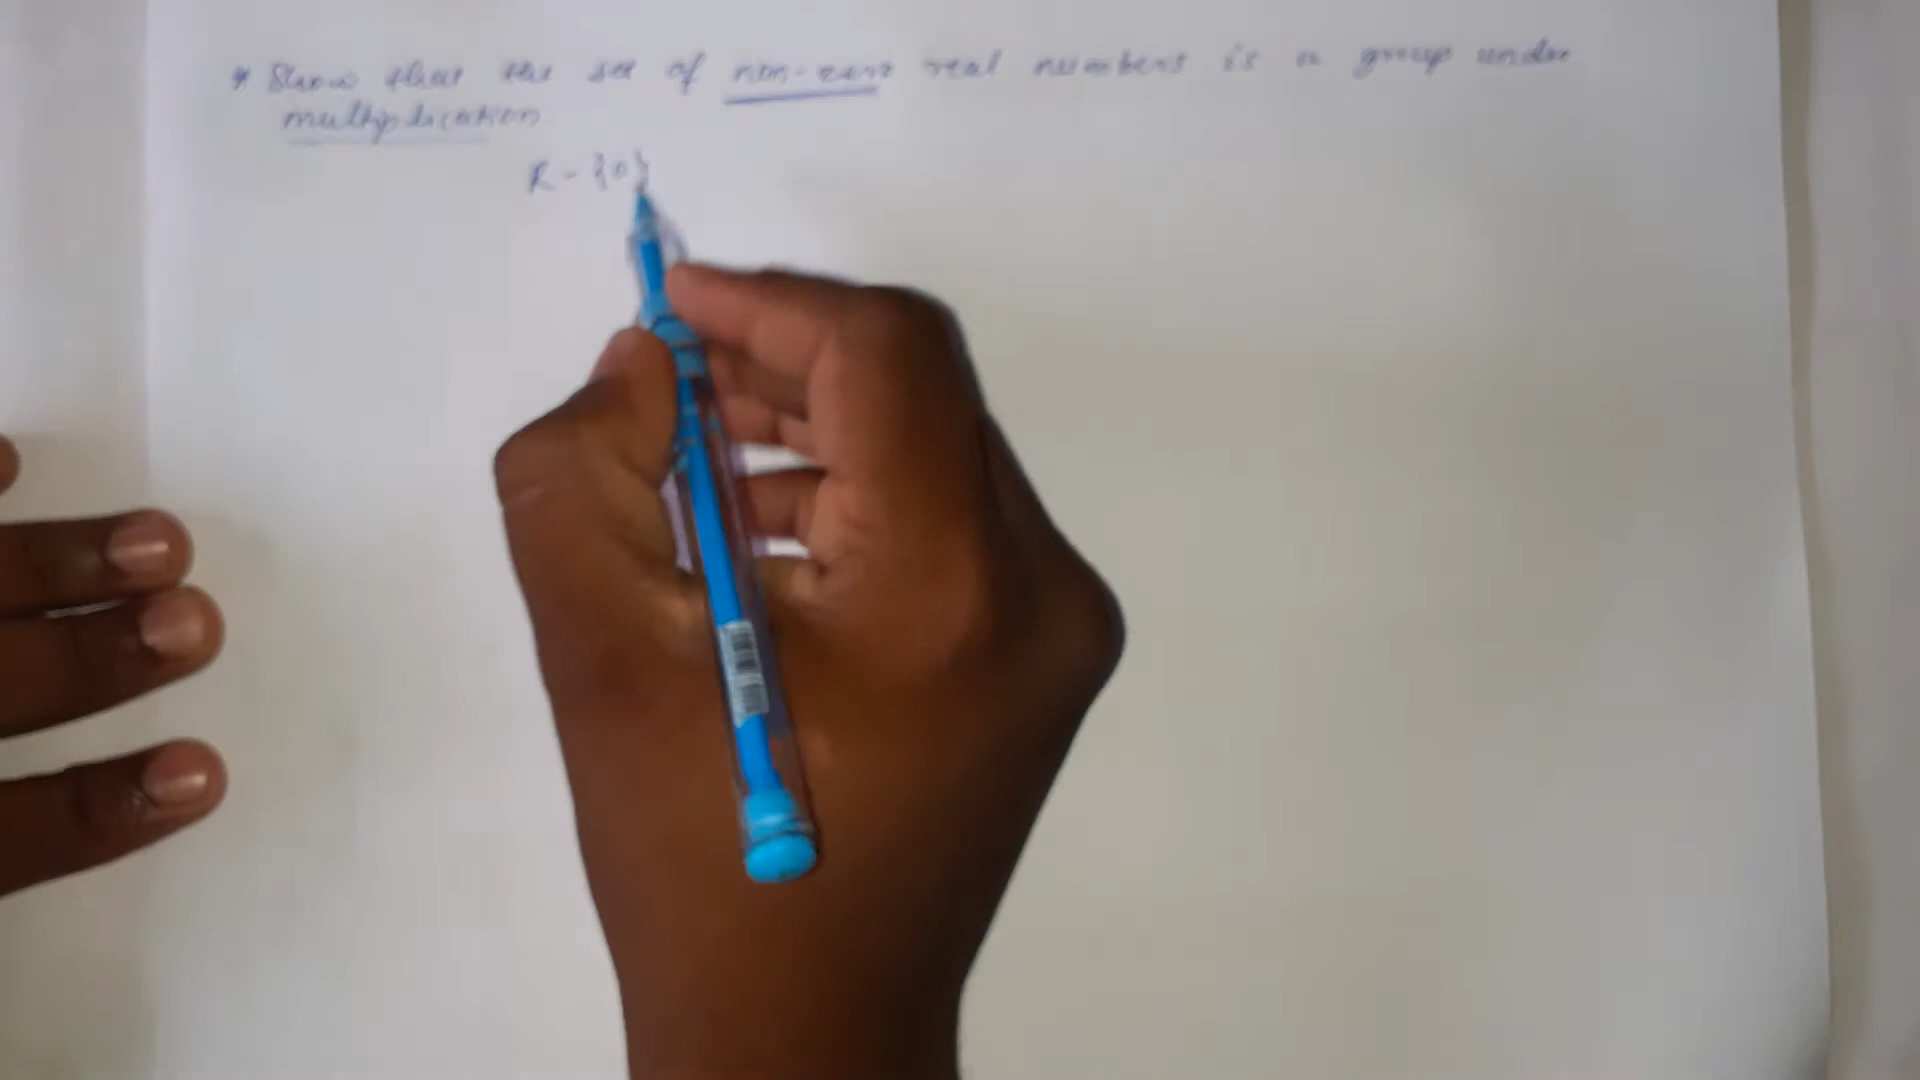 * Show that the set of non-zero real numbers is a group under
multiplication
R - {0}